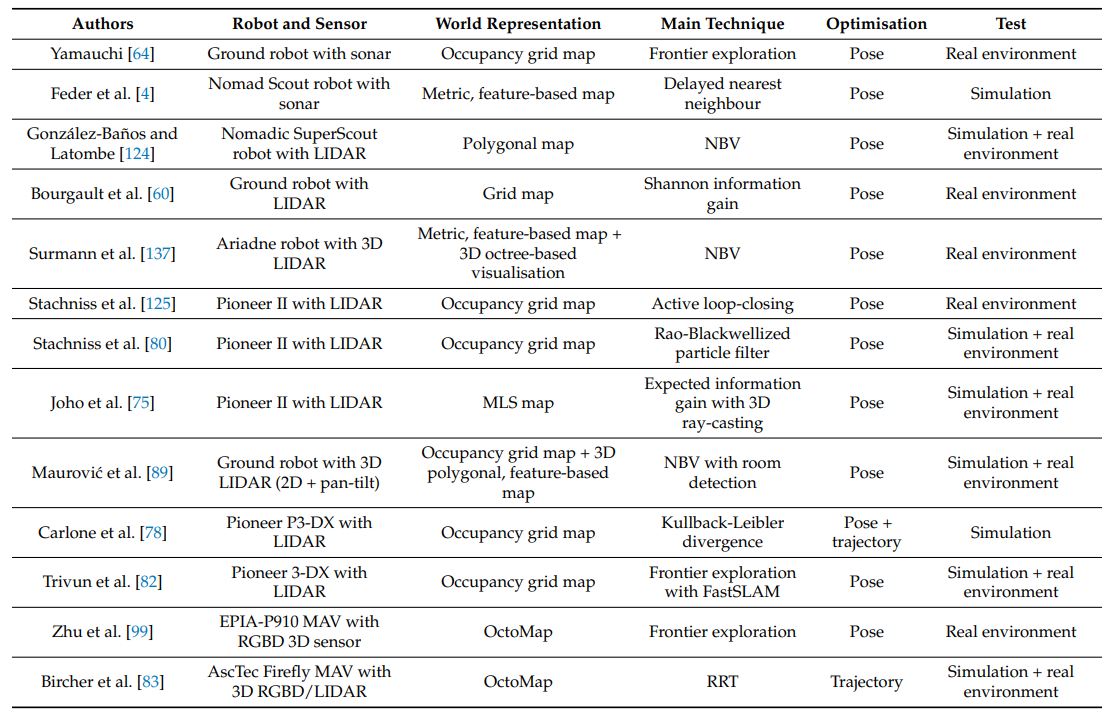 Authors Robot and Sensor World Representation Main Technique Optimisation Test
Yamauchi [64] Ground robot with sonar Occupancy grid map Frontier exploration Pose Real environment
Feder et al. [4] Nomad Scout robot with sonar Metric, feature-based map Delayed nearest neighbour Pose Simulation
González-Baños and Latombe [124] Nomadic SuperScout robot with LIDAR Polygonal map NBV Pose Simulation + real environment
Bourgault et al. [60] Ground robot with LIDAR Grid map Shannon information gain Pose Real environment
Surmann et al. [137] Ariadne robot with 3D LIDAR Metric, feature-based map + 3D octree-based visualisation NBV Pose Real environment
Stachniss et al. [125] Pioneer II with LIDAR Occupancy grid map Active loop-closing Pose Real environment
Stachniss et al. [80] Pioneer II with LIDAR Occupancy grid map Rao-Blackwellized particle filter Pose Simulation + real environment
Joho et al. [75] Pioneer II with LIDAR MLS map Expected information gain with 3D ray-casting Pose Simulation + real environment
Maurović et al. [89] Ground robot with 3D LIDAR (2D + pan-tilt) Occupancy grid map + 3D polygonal, feature-based map NBV with room detection Pose Simulation + real environment
Carlone et al. [78] Pioneer P3-DX with LIDAR Occupancy grid map Kullback-Leibler divergence Pose + trajectory Simulation
Trivun et al. [82] Pioneer 3-DX with LIDAR Occupancy grid map Frontier exploration with FastSLAM Pose Simulation + real environment
Zhu et al. [99] EPIA-P910 MAV with RGBD 3D sensor OctoMap Frontier exploration Pose Real environment
Bircher et al. [83] AscTec Firefly MAV with 3D RGBD/LIDAR OctoMap RRT Trajectory Simulation + real environment